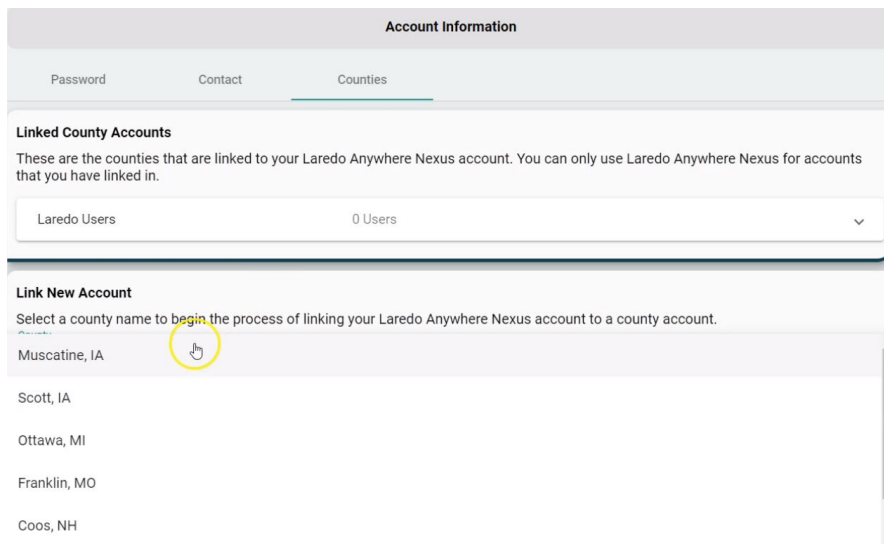 Account Information
Password Contact Counties
Linked County Accounts
These are the counties that are linked to your Laredo Anywhere Nexus account. You can only use Laredo Anywhere Nexus for accounts
that you have linked in.
Laredo Users 0 Users
Link New Account
Select a county name to begin the process of linking your Laredo Anywhere Nexus account to a county account.
County
Muscatine, IA
Scott, IA
Ottawa, MI
Franklin, MO
Coos, NH